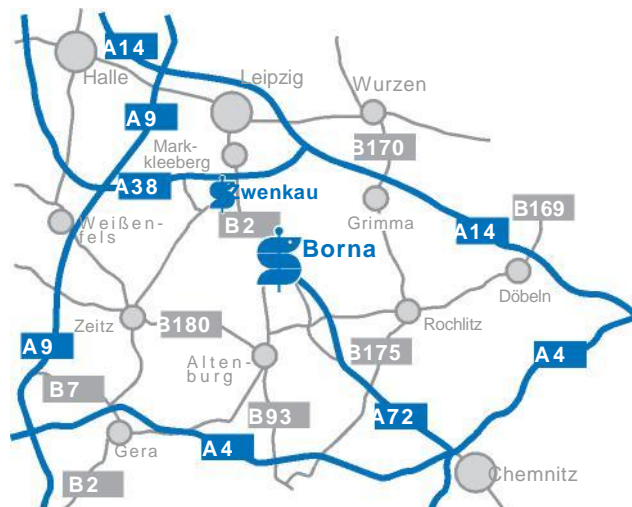 A14
Halle
Leipzig
Wurzen
A9
Mark-
kleeberg
B170
A38
Zwenkau
B169
Weißen-
fels
B2
Grimma
A14
Borna
Döbeln
Zeitz
B180
Rochlitz
A9
Alten-
burg
B175
A4
B7
B93
A72
Gera
A4
Chemnitz
B2